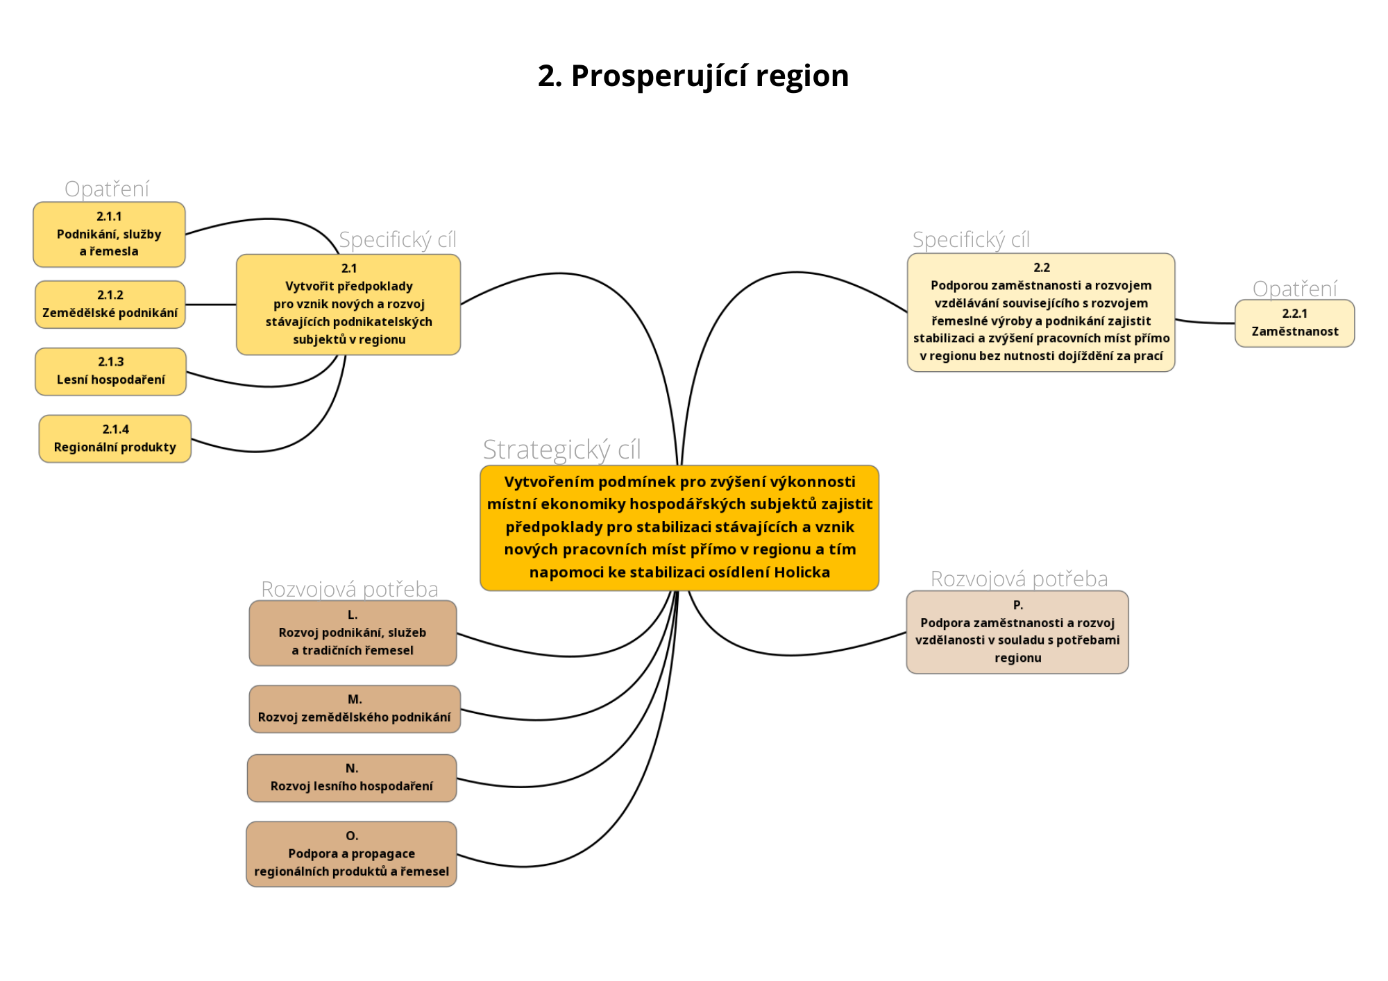 2. Prosperující region
Opatření
2.1.1
Podnikání, služby
a řemesla
2.1.2
Zemědělské podnikání
2.1.3
Lesní hospodaření
2.1.4
Regionální produkty
Specifický cíl
2.1
Vytvořit předpoklady
pro vznik nových a rozvoj
stávajících podnikatelských
subjektů v regionu
Specifický cíl
2.2
Podporou zaměstnanosti a rozvojem
vzdělávání souvisejícího s rozvojem
řemeslné výroby a podnikání zajistit
stabilizaci a zvýšení pracovních míst přímo
v regionu bez nutnosti dojíždění za prací
Opatření
2.2.1
Zaměstnanost
Strategický cíl
Vytvořením podmínek pro zvýšení výkonnosti
místní ekonomiky hospodářských subjektů zajistit
předpoklady pro stabilizaci stávajících a vznik
nových pracovních míst přímo v regionu a tím
napomoci ke stabilizaci osídlení Holicka
Rozvojová potřeba
L.
Rozvoj podnikání, služeb
a tradičních řemesel
M.
Rozvoj zemědělského podnikání
N.
Rozvoj lesního hospodaření
O.
Podpora a propagace
regionálních produktů a řemesel
Rozvojová potřeba
P.
Podpora zaměstnanosti a rozvoj
vzdělanosti v souladu s potřebami
regionu